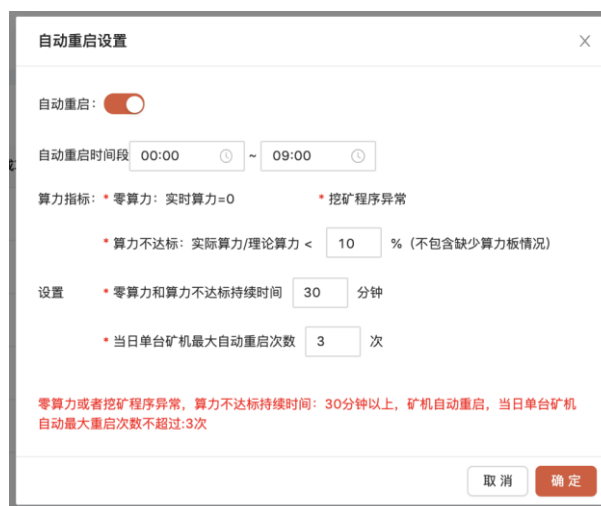 自动重启设置
自动重启：
自动重启时间段 00:00 ~ 09:00
算力指标： * 零算力：实时算力=0 * 挖矿程序异常
* 算力不达标：实际算力/理论算力 < 10 %（不包含缺少算力板情况）
设置 * 零算力和算力不达标持续时间 30 分钟
* 当日单台矿机最大自动重启次数 3 次
零算力或者挖矿程序异常，算力不达标持续时间：30分钟以上，矿机自动重启，当日单台矿机
自动最大重启次数不超过:3次
取消 确定